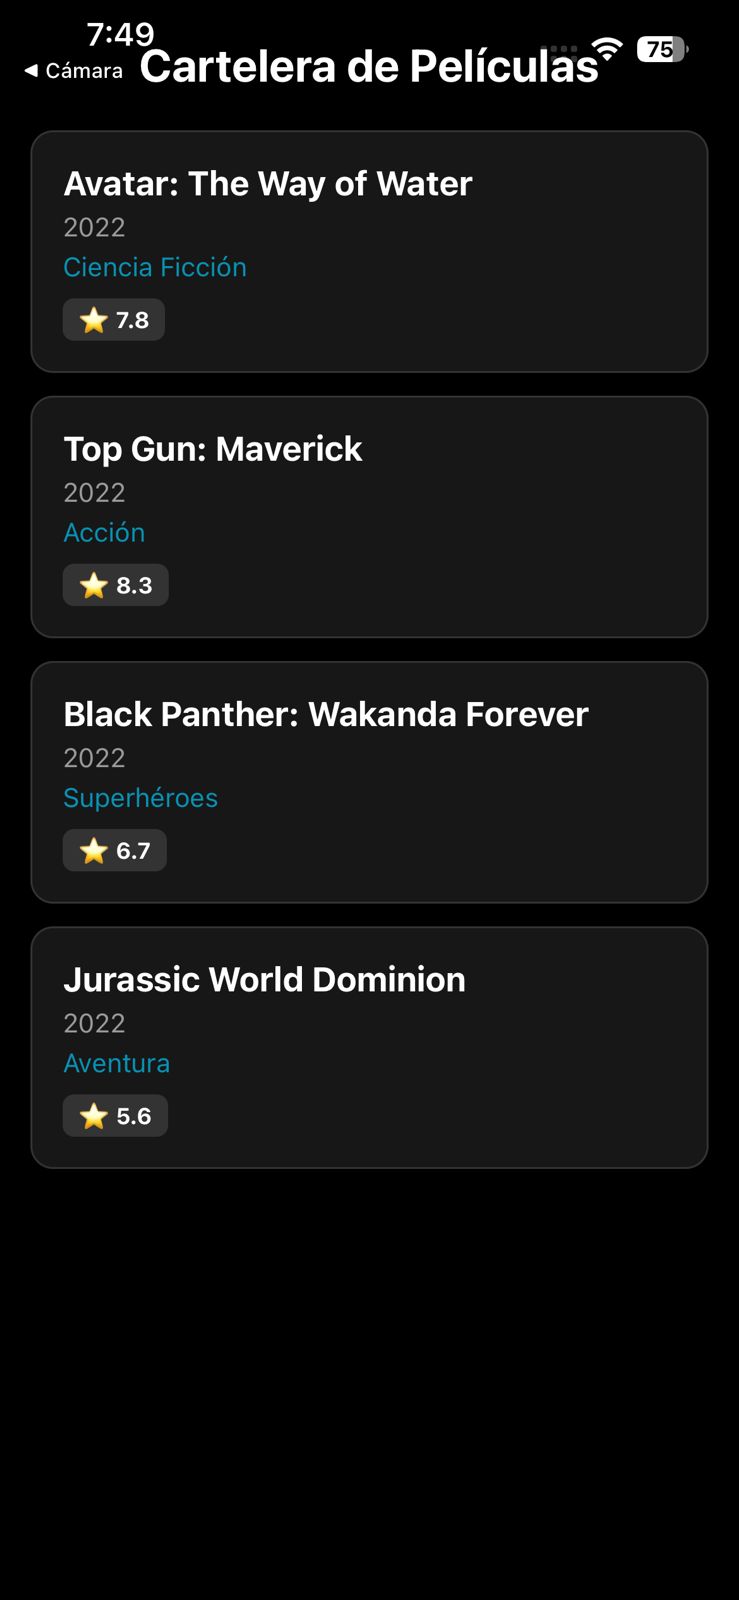 7:49
75
◀ Cámara
Cartelera de Películas
Avatar: The Way of Water
2022
Ciencia Ficción
⭐ 7.8
Top Gun: Maverick
2022
Acción
⭐ 8.3
Black Panther: Wakanda Forever
2022
Superhéroes
⭐ 6.7
Jurassic World Dominion
2022
Aventura
⭐ 5.6